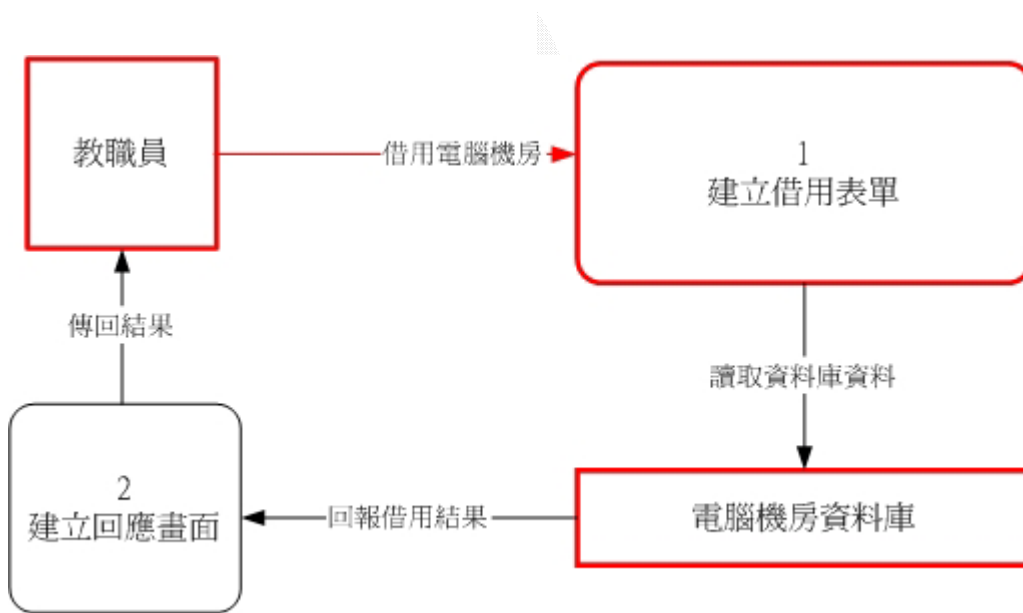 教職員
借用電腦機房
1
建立借用表單
傳回結果
讀取資料庫資料
2
建立回應畫面
回報借用結果
電腦機房資料庫